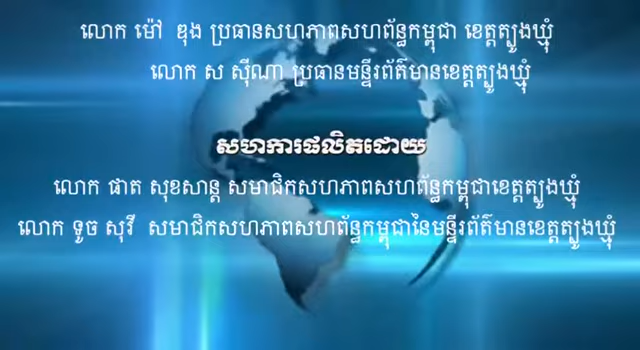 លោក ម៉ៅ ឌុង ប្រធានសហភាពសហព័ន្ធកម្ពុជា ខេត្តត្បូងឃ្មុំ
លោក ស ស៊ីណា ប្រធានមន្ទីរព័ត៌មានខេត្តត្បូងឃ្មុំ
សហការផលិតដោយ
លោក ផាត សុខសាន្ត សមាជិកសហភាពសហព័ន្ធកម្ពុជាខេត្តត្បូងឃ្មុំ
លោក ទូច សុវី សមាជិកសហភាពសហព័ន្ធកម្ពុជានៃមន្ទីរព័ត៌មានខេត្តត្បូងឃ្មុំ